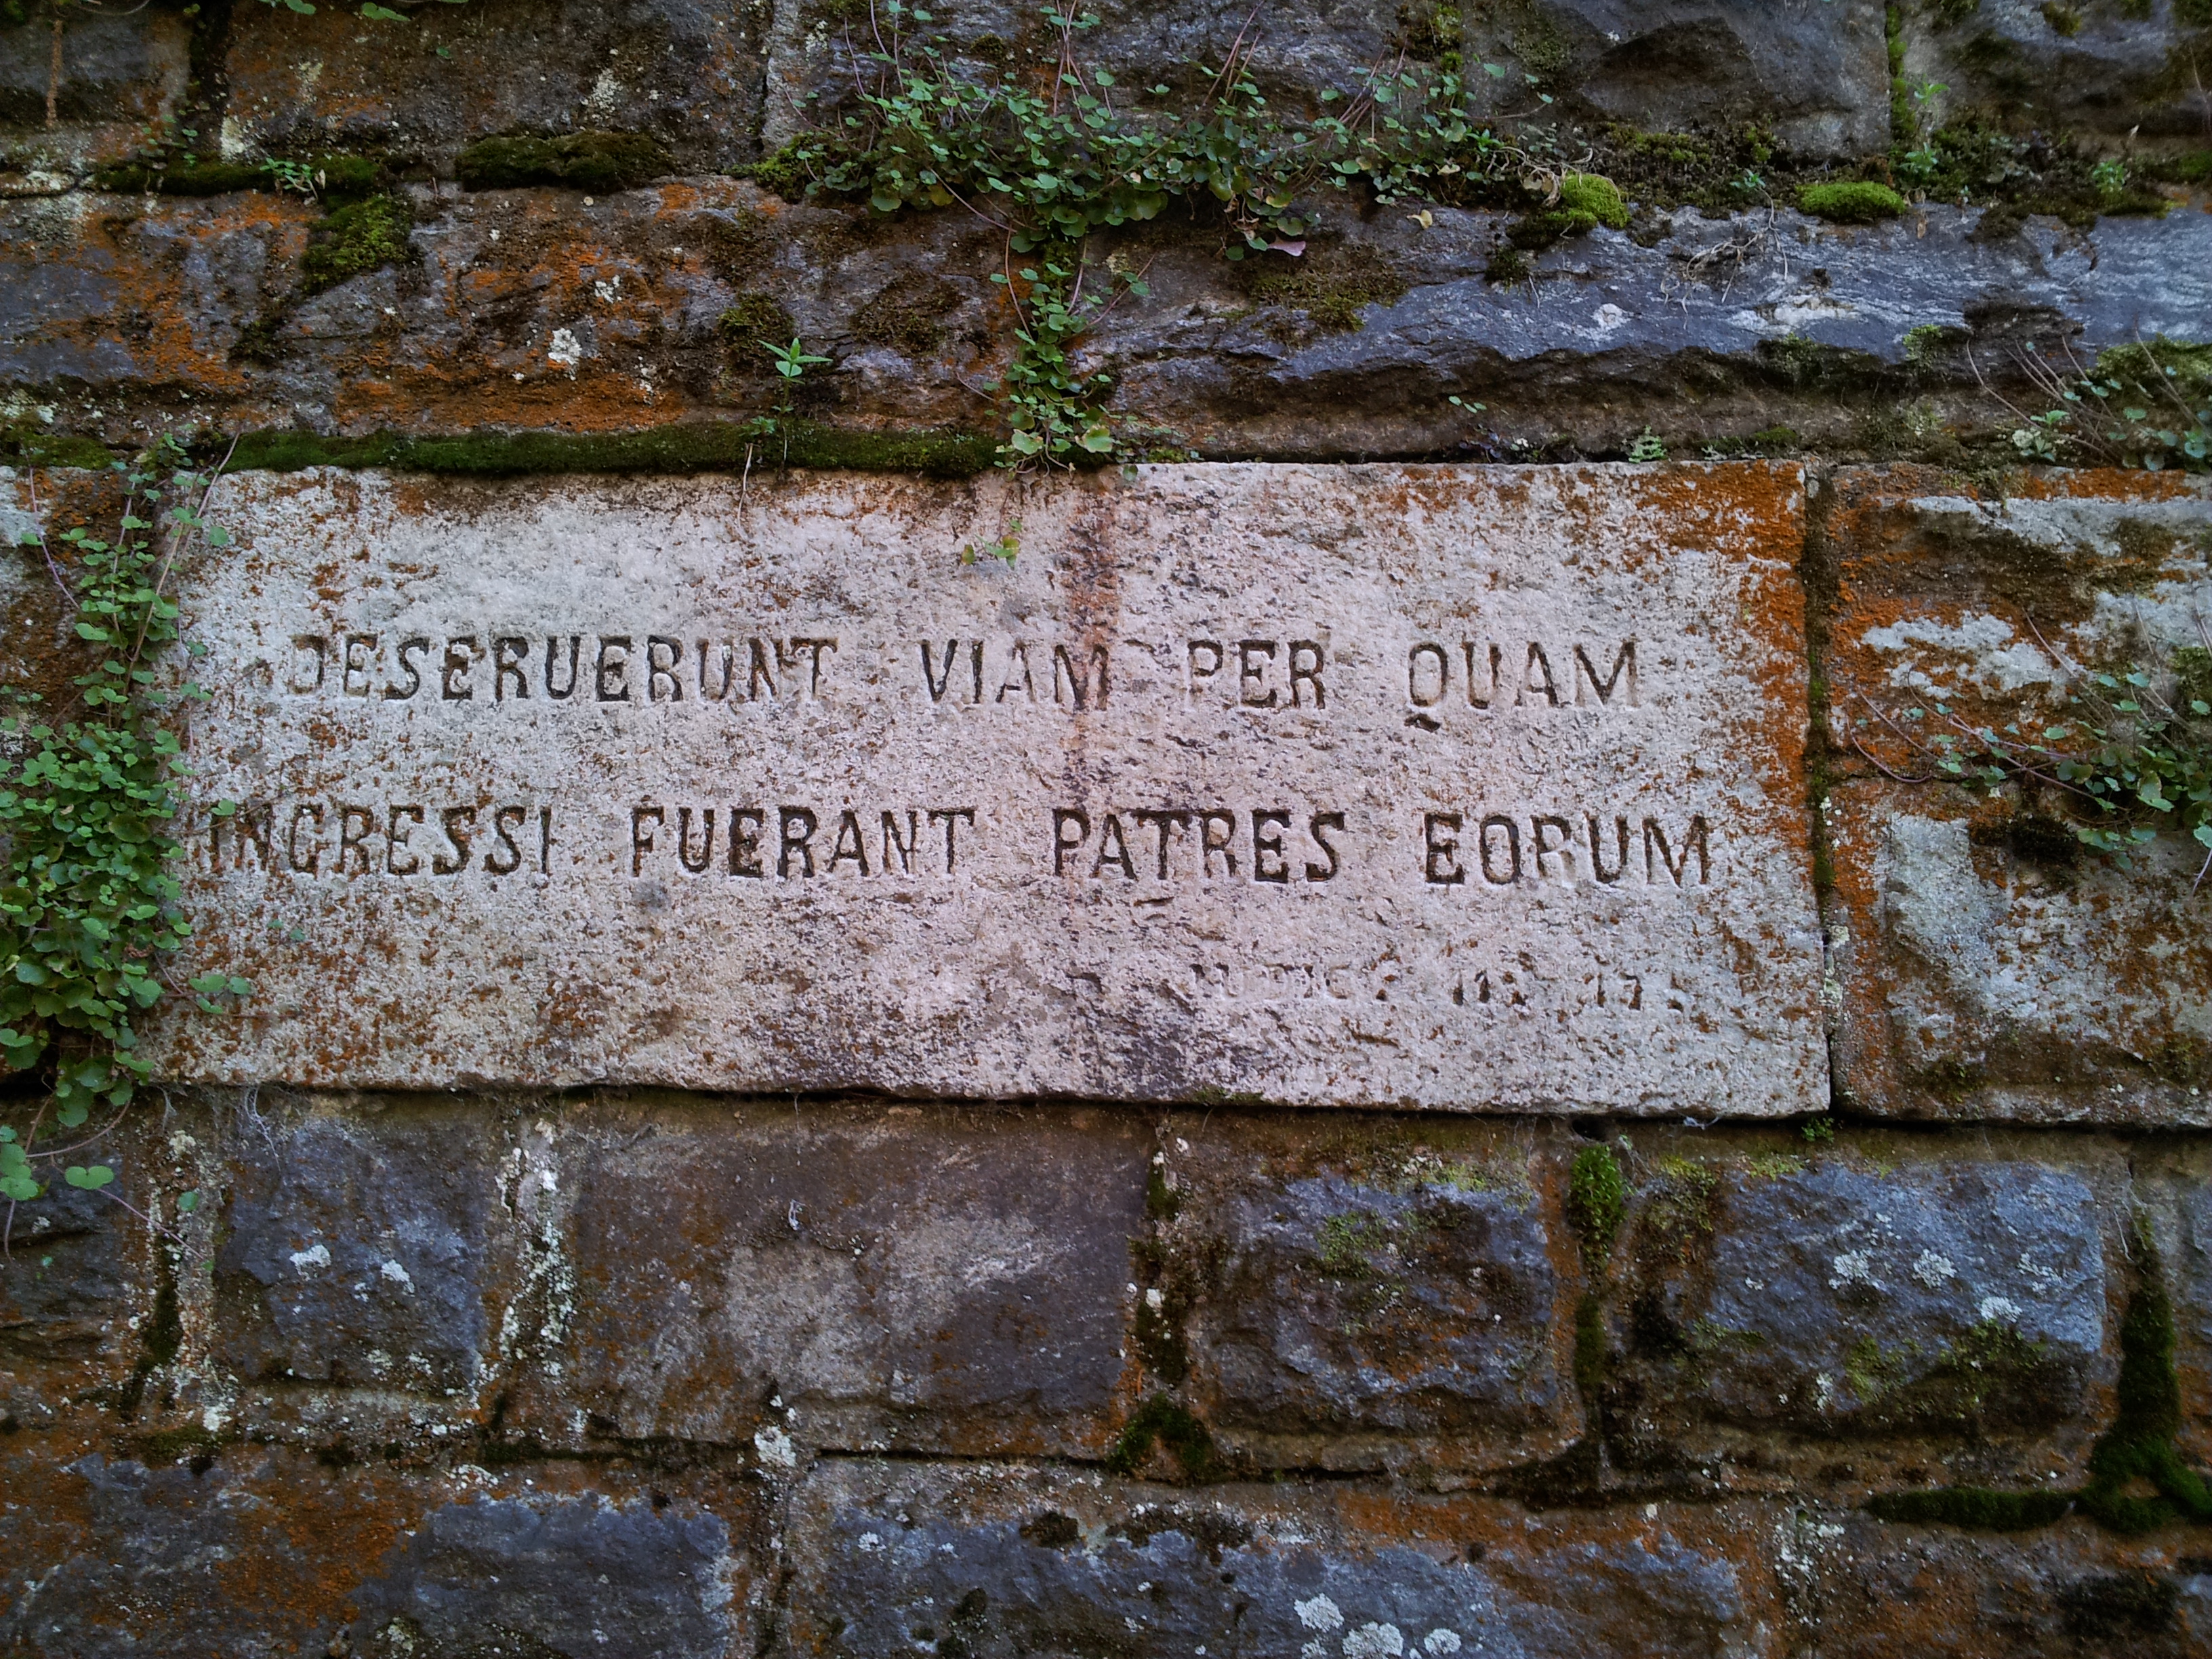 DESERUERUNT VIAM PER QUAM
INGRESSI FUERANT PATRES EORUM